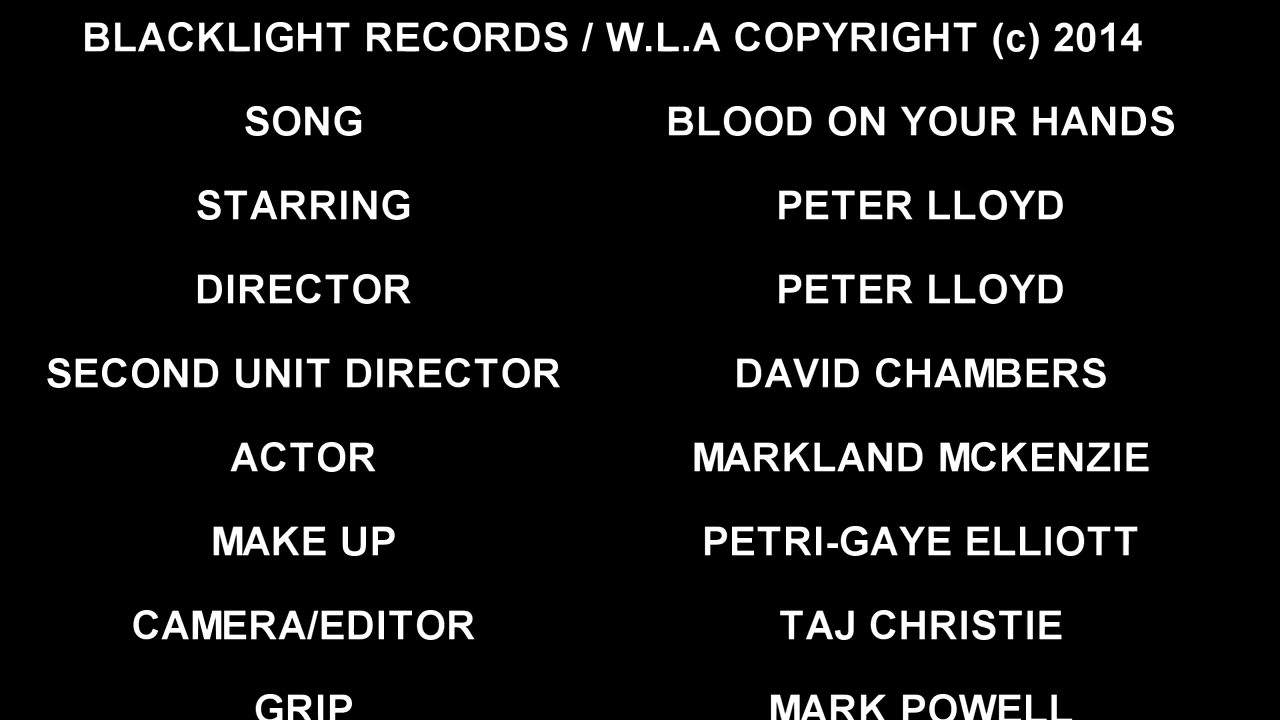 BLACKLIGHT RECORDS / W.L.A COPYRIGHT (c) 2014
SONG BLOOD ON YOUR HANDS
STARRING PETER LLOYD
DIRECTOR PETER LLOYD
SECOND UNIT DIRECTOR DAVID CHAMBERS
ACTOR MARKLAND MCKENZIE
MAKE UP PETRI-GAYE ELLIOTT
CAMERA/EDITOR TAJ CHRISTIE
GRIP MARK POWELL